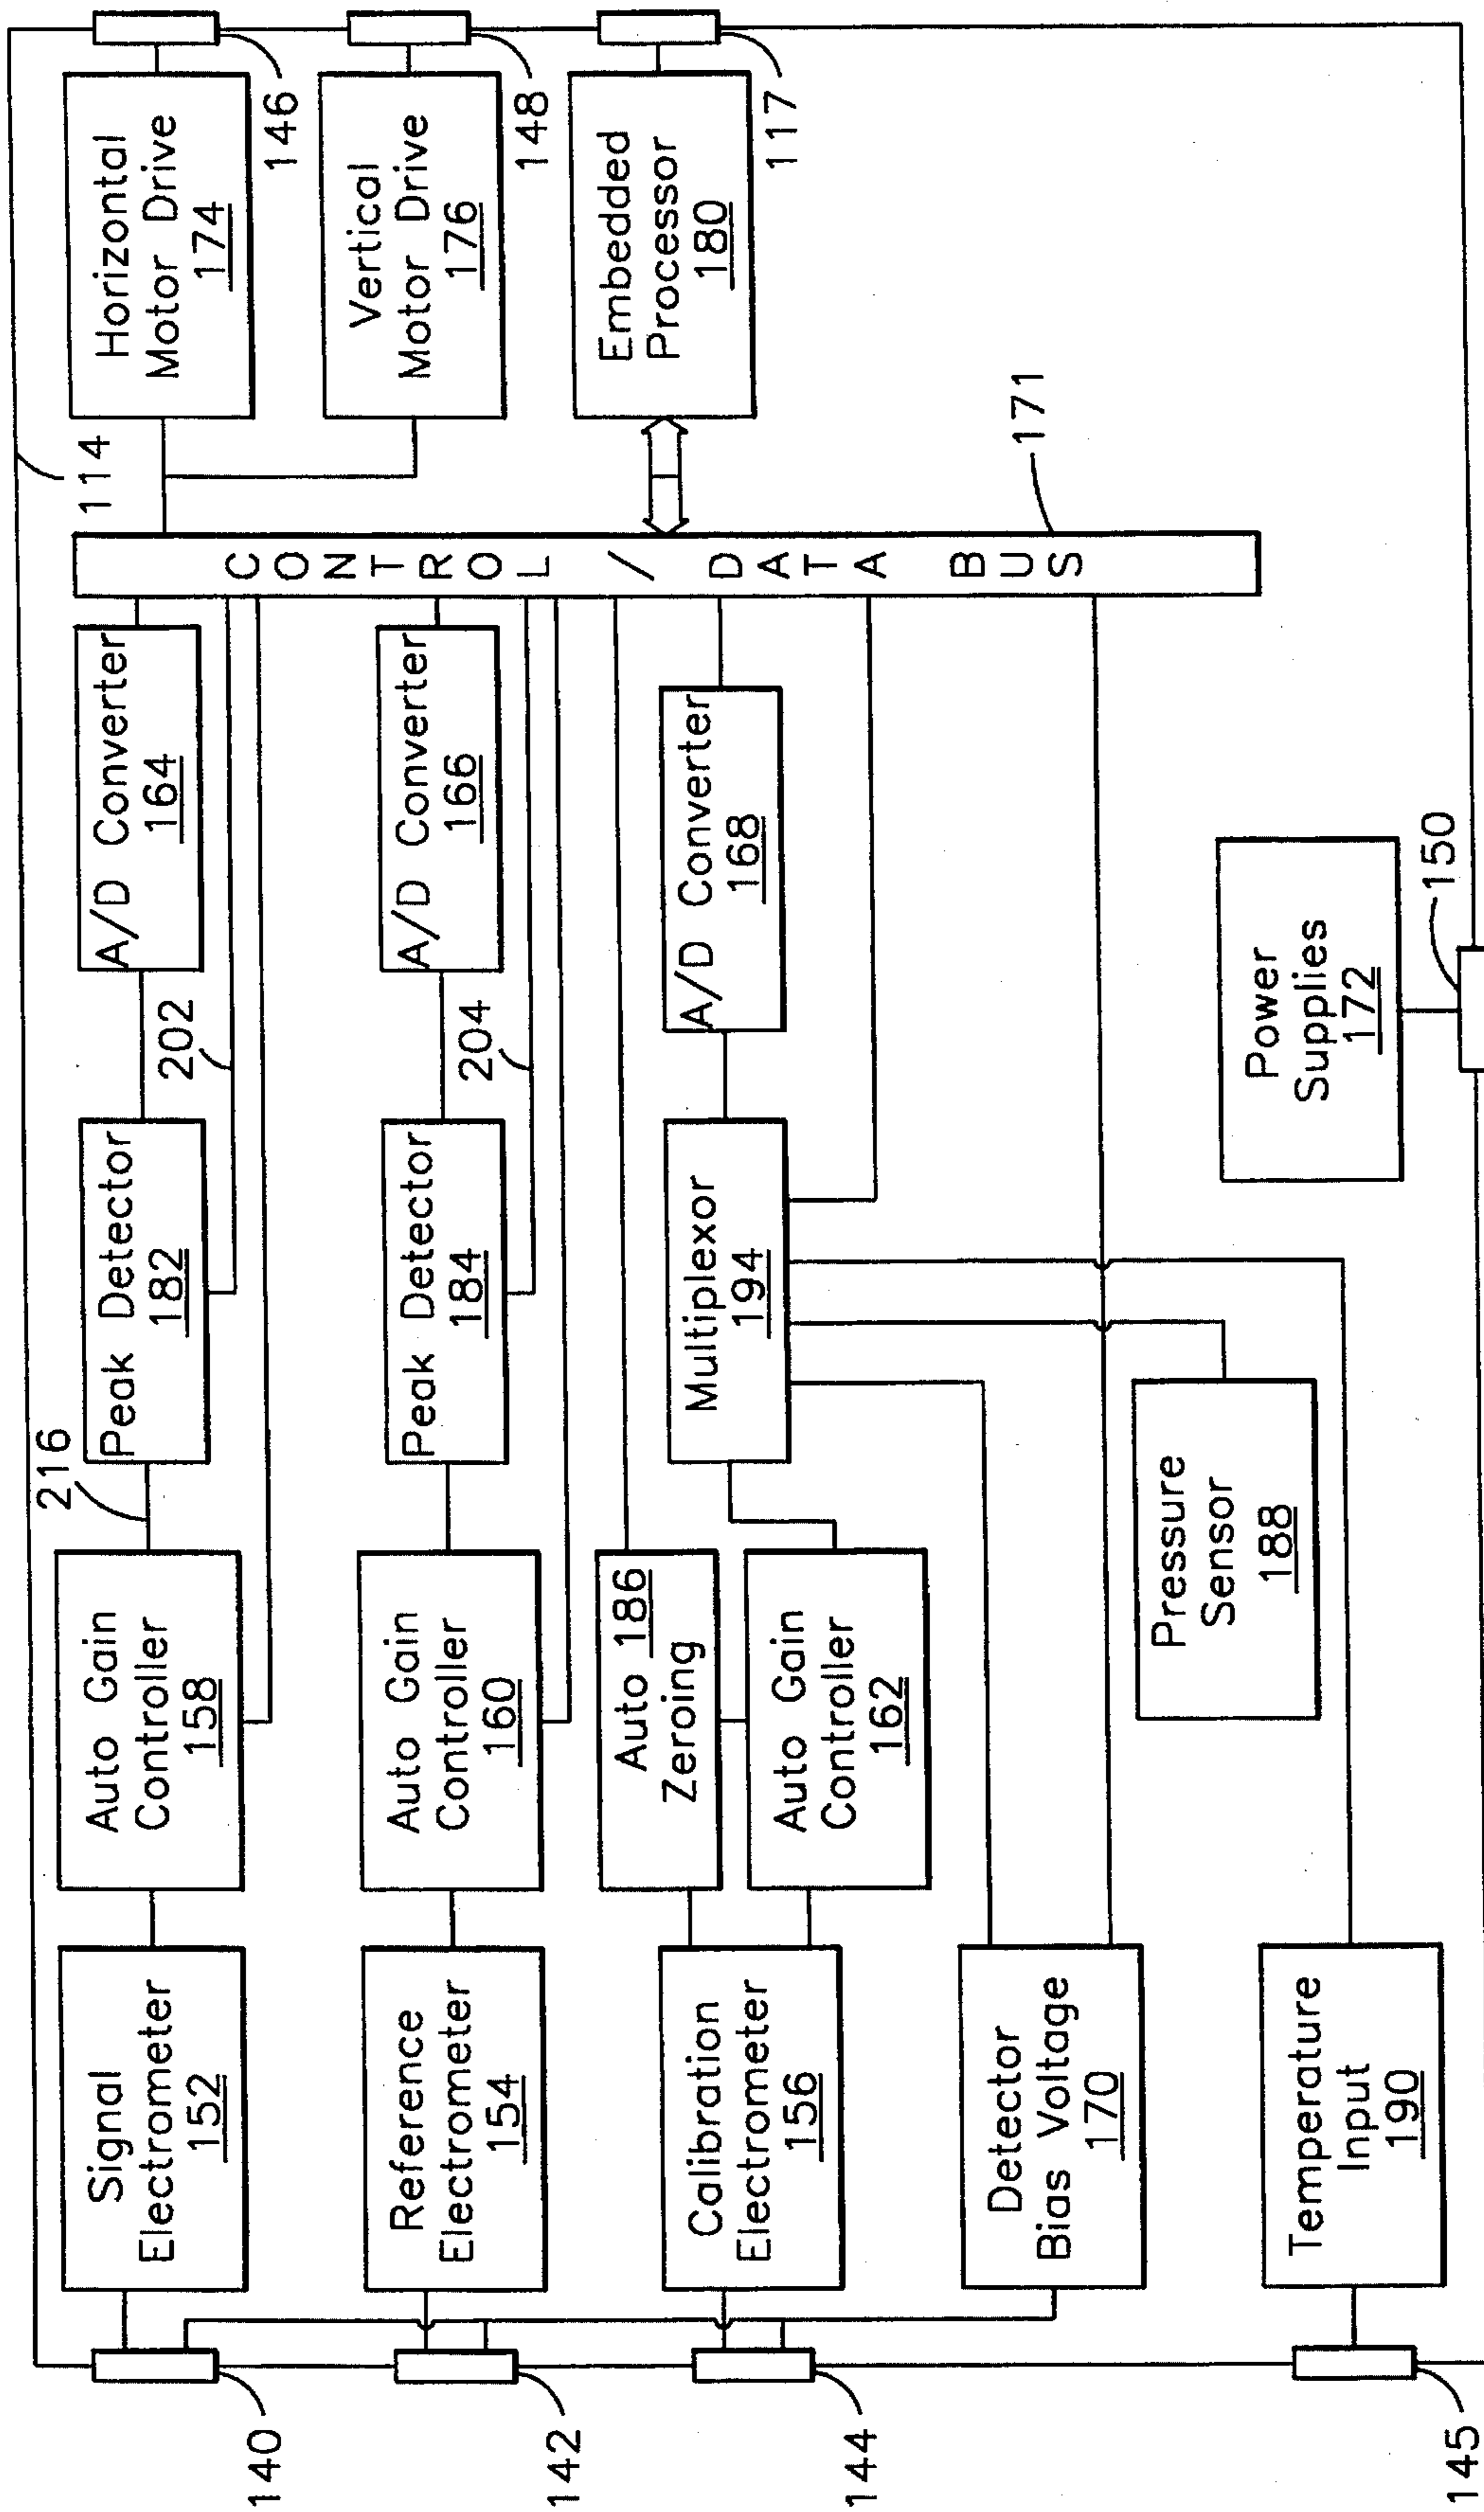 140
Signal
Electrometer
152
Auto Gain
Controller
158
216
Peak Detector
182
202
A/D Converter
164
114
Horizontal
Motor Drive
174
146
142
Reference
Electrometer
154
Auto Gain
Controller
160
Peak Detector
184
204
A/D Converter
166
CONTROL / DATA BUS
Vertical
Motor Drive
176
148
144
Calibration
Electrometer
156
Auto 186
Zeroing
Auto Gain
Controller
162
Multiplexor
194
A/D Converter
168
Embedded
Processor
180
117
Detector
Bias Voltage
170
171
Pressure
Sensor
188
145
Temperature
Input
190
Power
Supplies
172
150